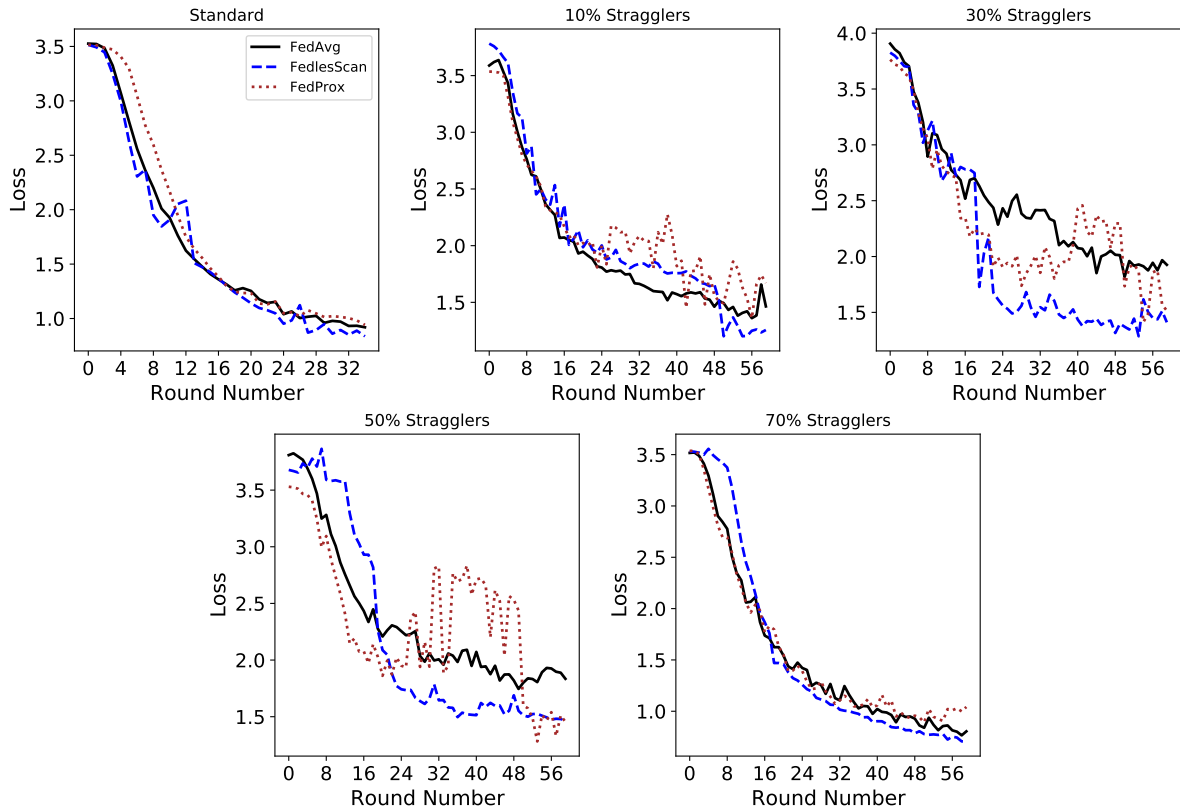 Standard
10% Stragglers
30% Stragglers
FedAvg
FedlesScan
FedProx
Loss
3.5
3.0
2.5
2.0
1.5
1.0
0 4 8 12 16 20 24 28 32
Round Number
Loss
3.5
3.0
2.5
2.0
1.5
0 8 16 24 32 40 48 56
Round Number
Loss
4.0
3.5
3.0
2.5
2.0
1.5
0 8 16 24 32 40 48 56
Round Number
50% Stragglers
70% Stragglers
Loss
3.5
3.0
2.5
2.0
1.5
0 8 16 24 32 40 48 56
Round Number
Loss
3.5
3.0
2.5
2.0
1.5
1.0
0 8 16 24 32 40 48 56
Round Number